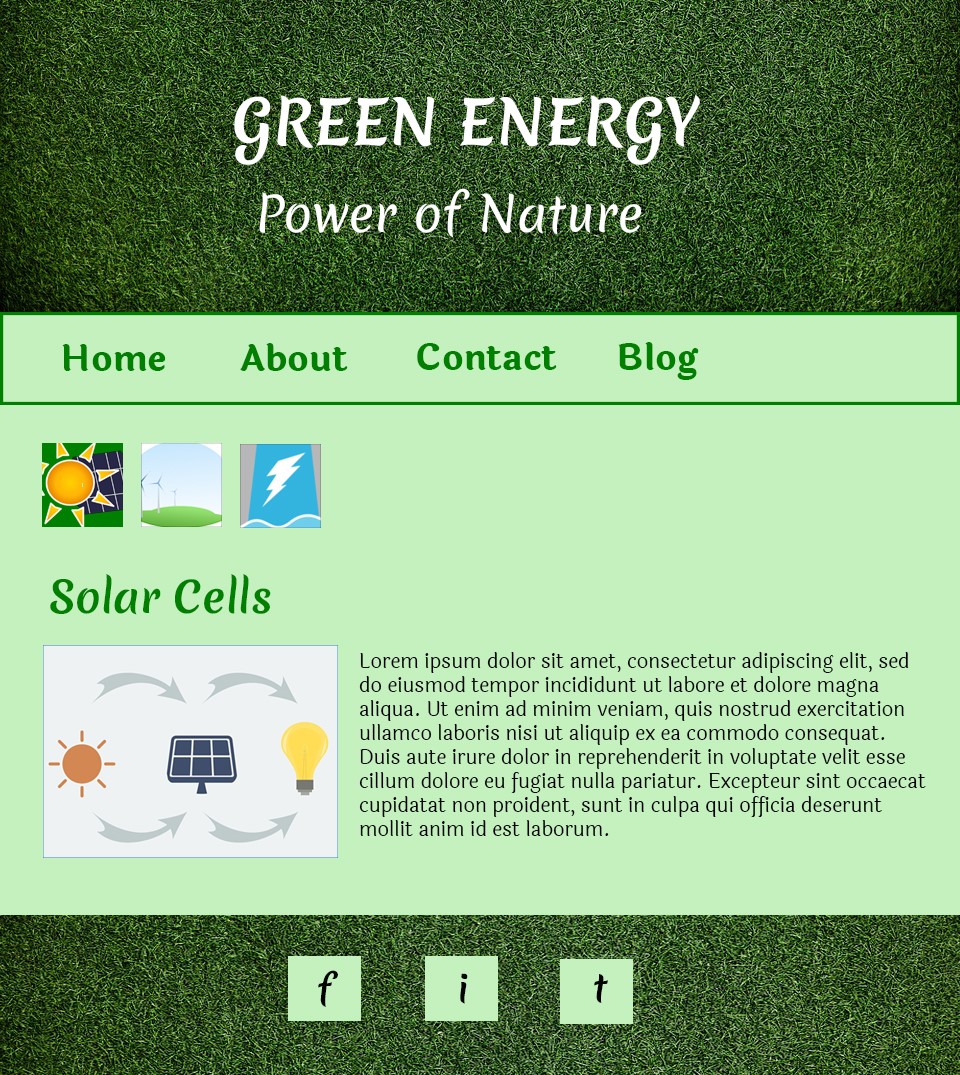 GREEN ENERGY
Power of Nature
Home About Contact Blog
Solar Cells
Lorem ipsum dolor sit amet, consectetur adipiscing elit, sed
do eiusmod tempor incididunt ut labore et dolore magna
aliqua. Ut enim ad minim veniam, quis nostrud exercitation
ullamco laboris nisi ut aliquip ex ea commodo consequat.
Duis aute irure dolor in reprehenderit in voluptate velit esse
cillum dolore eu fugiat nulla pariatur. Excepteur sint occaecat
cupidatat non proident, sunt in culpa qui officia deserunt
mollit anim id est laborum.
f i t